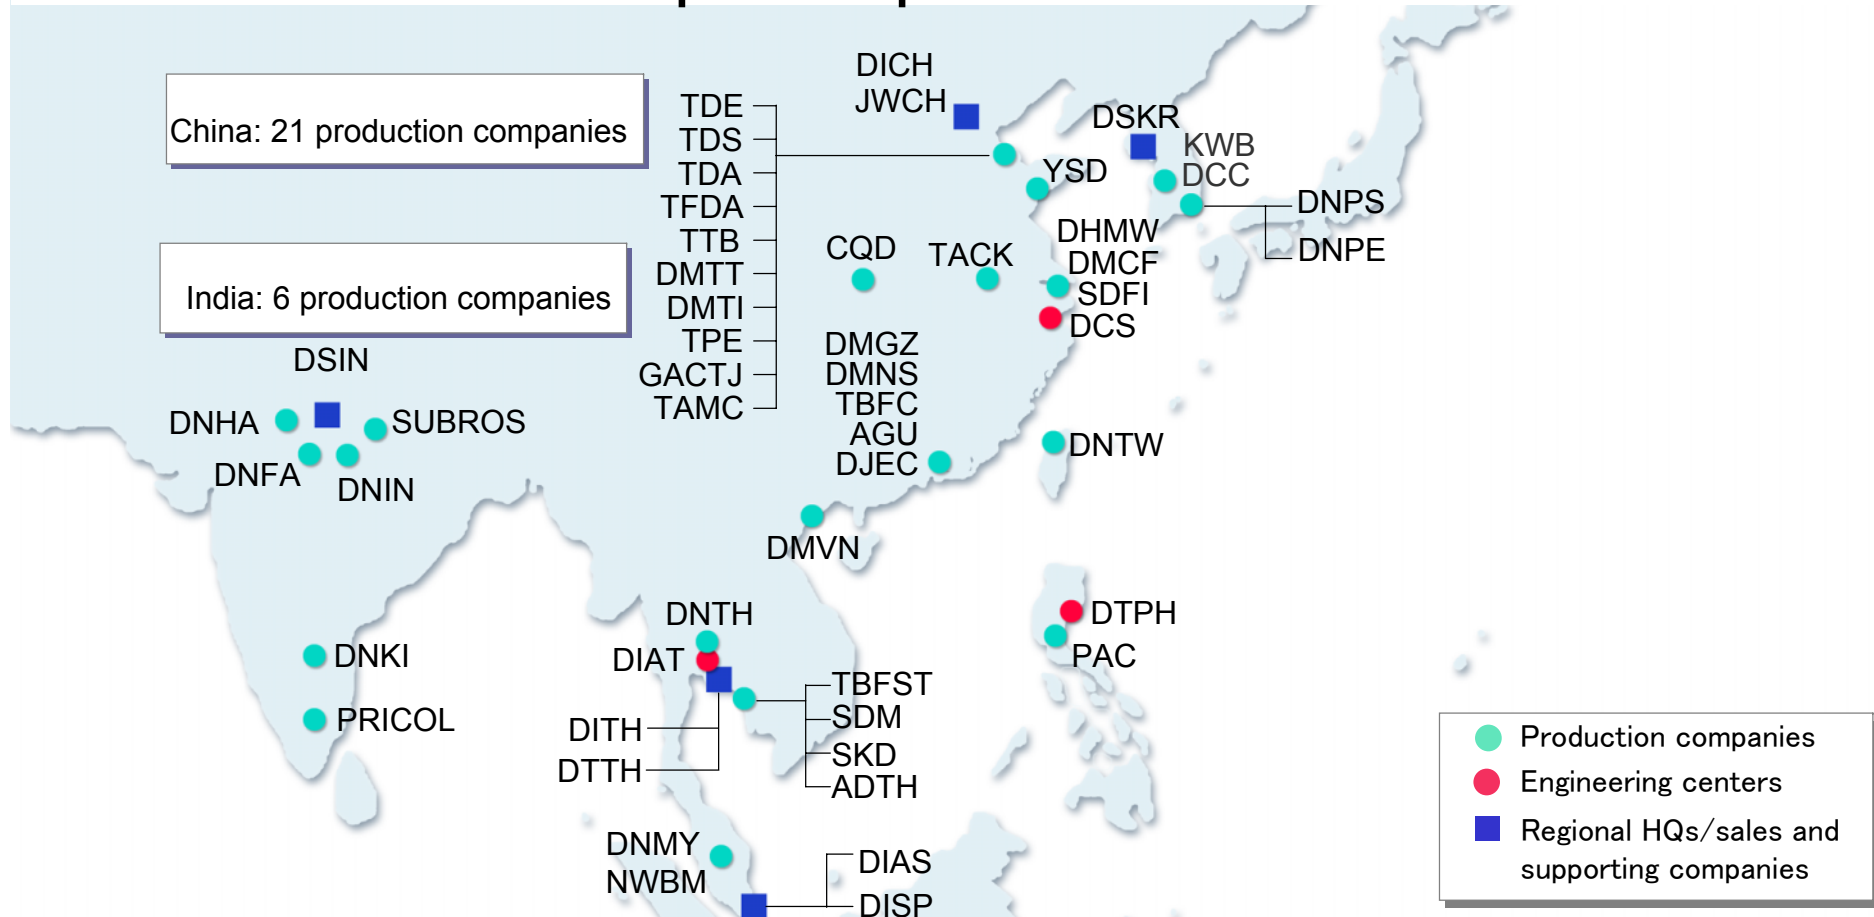 China: 21 production companies
India: 6 production companies
DICH
JWCH
TDE
TDS
TDA
TFDA
TTB
DMTT
DMTI
TPE
GACTJ
TAMC
YSD
DSKR
KWB
DCC
DNPS
DNPE
CQD
TACK
DHMW
DMCF
SDFI
DCS
DMGZ
DMNS
TBFC
AGU
DJEC
DSIN
DNHA
SUBROS
DNFA
DNIN
DNTW
DMVN
DNTH
DIAT
DTPH
PAC
DNKI
PRICOL
TBFST
SDM
SKD
ADTH
DITH
DTTH
DNMY
NWBM
DIAS
DISP
Production companies
Engineering centers
Regional HQs/sales and
supporting companies